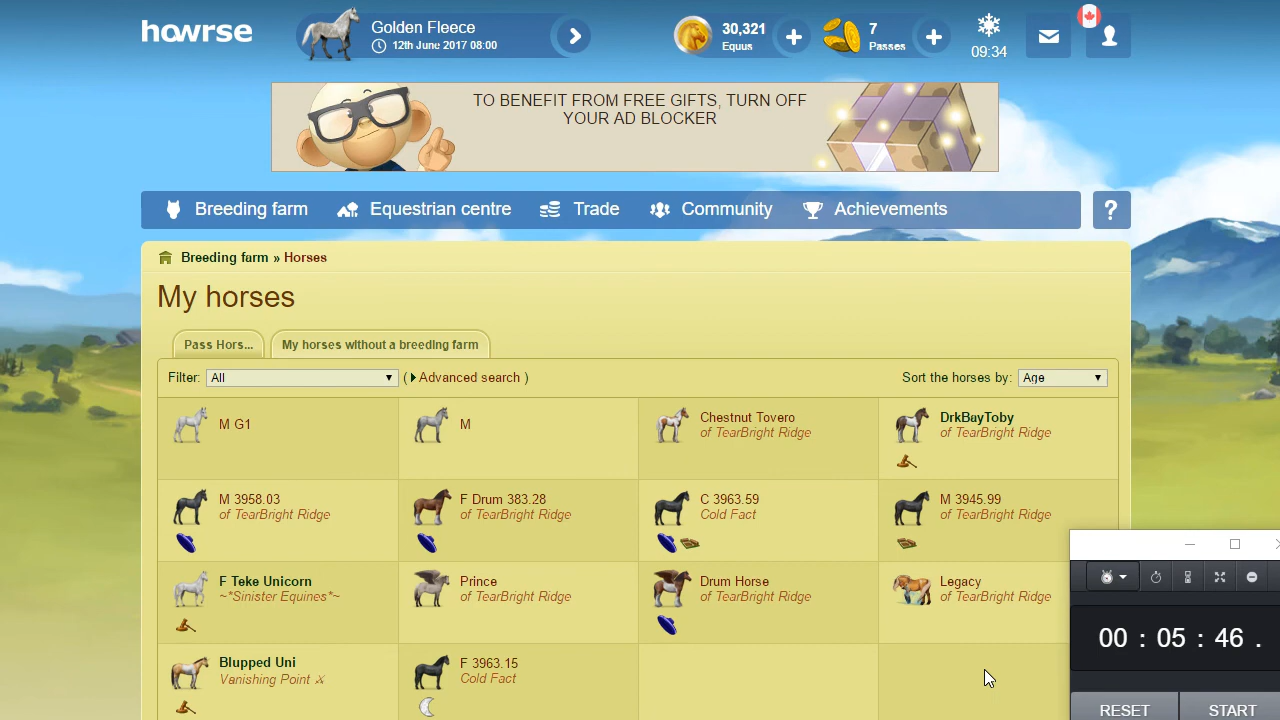 howrse
Golden Fleece
12th June 2017 08:00
30,321
Equus
7
Passes
09:34
TO BENEFIT FROM FREE GIFTS, TURN OFF
YOUR AD BLOCKER
Breeding farm
Equestrian centre
Trade
Community
Achievements
?
Breeding farm » Horses
My horses
Pass Hors...
My horses without a breeding farm
Filter: All ( Advanced search )
Sort the horses by: Age
M G1
M
Chestnut Tovero
of TearBright Ridge
DrkBayToby
of TearBright Ridge
M 3958.03
of TearBright Ridge
F Drum 383.28
of TearBright Ridge
C 3963.59
Cold Fact
M 3945.99
of TearBright Ridge
F Teke Unicorn
~*Sinister Equines*~
Prince
of TearBright Ridge
Drum Horse
of TearBright Ridge
Legacy
of TearBright Ridge
Blupped Uni
Vanishing Point ⚔
F 3963.15
Cold Fact
00 : 05 : 46 .
RESET
START